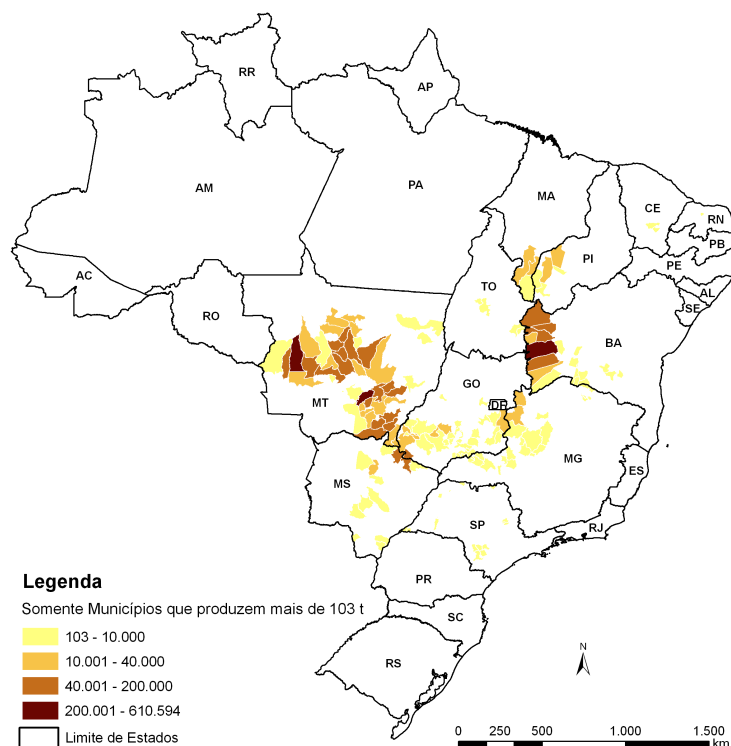 RR
AP
AM
PA
MA
CE
RN
PB
PI
PE
AL
SE
AC
TO
RO
BA
GO
DF
MT
MG
ES
MS
SP
RJ
PR
SC
RS
Legenda
Somente Municípios que produzem mais de 103 t
103 - 10.000
10.001 - 40.000
40.001 - 200.000
200.001 - 610.594
Limite de Estados
N
0 250 500 1.000 1.500
km